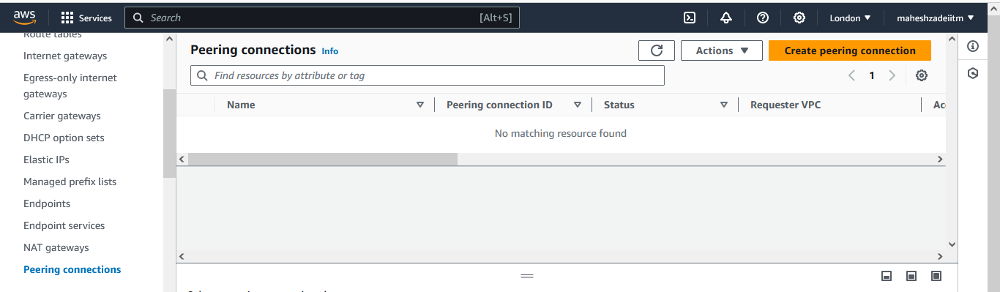 aws
Services
Search
[Alt+S]
London
maheshzadeiitm
Route tables
Internet gateways
Egress-only internet
gateways
Carrier gateways
DHCP option sets
Elastic IPs
Managed prefix lists
Endpoints
Endpoint services
NAT gateways
Peering connections
Peering connections Info
Actions
Create peering connection
Find resources by attribute or tag
1
Name
Peering connection ID
Status
Requester VPC
No matching resource found